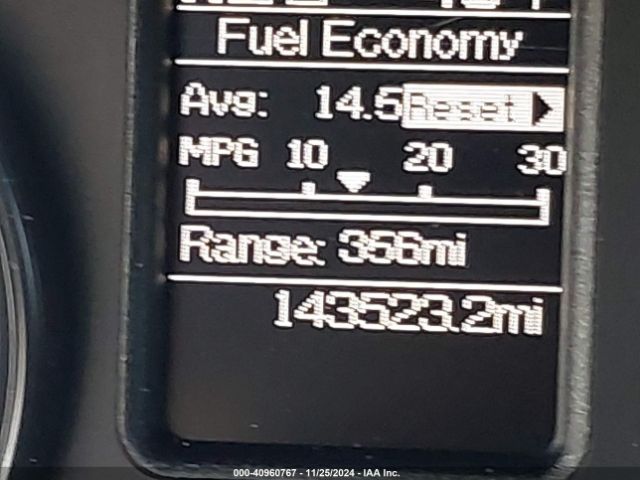 Fuel Economy
Avg: 14.5 Reset
MPG 10 20 30
Range: 356mi
143523.2mi
000-40960767 - 11/25/2024 - IAA Inc.